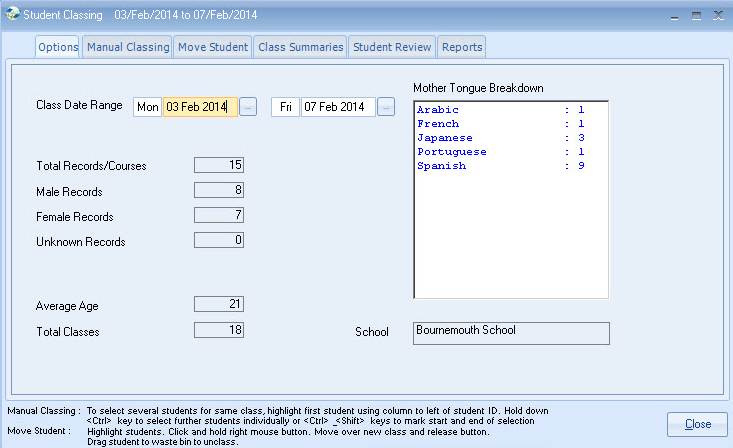 Student Classing 03/Feb/2014 to 07/Feb/2014
Options Manual Classing Move Student Class Summaries Student Review Reports
Class Date Range Mon 03 Feb 2014 ... Fri 07 Feb 2014 ...
Mother Tongue Breakdown
Arabic : 1
French : 1
Japanese : 3
Portuguese : 1
Spanish : 9
Total Records/Courses 15
Male Records 8
Female Records 7
Unknown Records 0
Average Age 21
Total Classes 18
School Bournemouth School
Manual Classing : To select several students for same class, highlight first student using column to left of student ID. Hold down
<Ctrl> key to select further students individually or <Ctrl> _<Shift> keys to mark start and end of selection
Move Student : Highlight students. Click and hold right mouse button. Move over new class and release button.
Drag student to waste bin to unclass.
Close